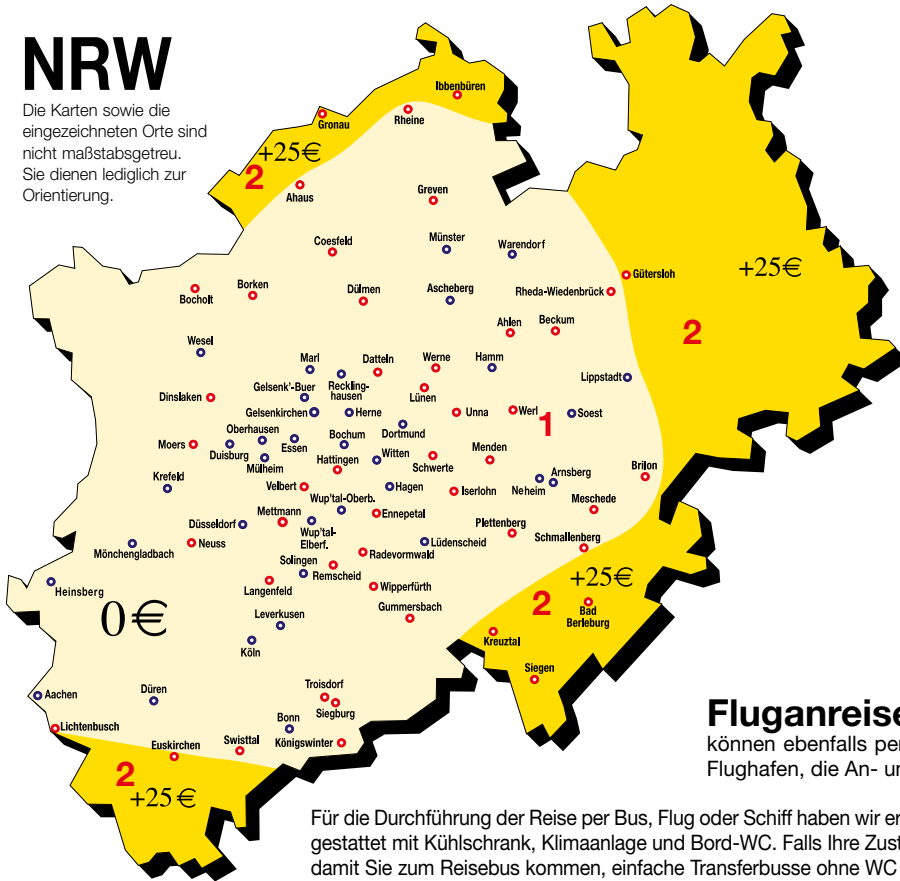 NRW
Die Karten sowie die
eingezeichneten Orte sind
nicht maßstabsgetreu.
Sie dienen lediglich zur
Orientierung.
Ibbenbüren
Gronau
Rheine
+25€
2
Ahaus
Greven
Coesfeld
Münster
Warendorf
Gütersloh
+25€
Bocholt
Borken
Dülmen
Ascheberg
Rheda-Wiedenbrück
Ahlen
Beckum
2
Wesel
Marl
Datteln
Werne
Hamm
Lippstadt
Dinslaken
Gelsenk'-Buer
Reckling-
hausen
Lünen
Gelsenkirchen
Herne
Unna
Werl
1
Soest
Oberhausen
Dortmund
Moers
Duisburg
Essen
Bochum
Mülheim
Hattingen
Witten
Schwerte
Menden
Brilon
Krefeld
Velbert
Hagen
Iserlohn
Neheim
Arnsberg
Wup'tal-Oberb.
Meschede
Düsseldorf
Mettmann
Ennepetal
Plettenberg
Wup'tal-
Elberf.
Mönchengladbach
Neuss
Lüdenscheid
Schmallenberg
Radevormwald
Solingen
Remscheid
Heinsberg
Langenfeld
Wipperfürth
+25€
0€
Leverkusen
Gummersbach
2
Bad
Berleburg
Köln
Kreuztal
Siegen
Aachen
Düren
Troisdorf
Siegburg
Lichtenbusch
Bonn
Königswinter
Swisttal
Euskirchen
2
+25€
Fluganreise
können ebenfalls per
Flughafen, die An- u
Für die Durchführung der Reise per Bus, Flug oder Schiff haben wir er
gestattet mit Kühlschrank, Klimaanlage und Bord-WC. Falls Ihre Zust
damit Sie zum Reisebus kommen, einfache Transferbusse ohne WC